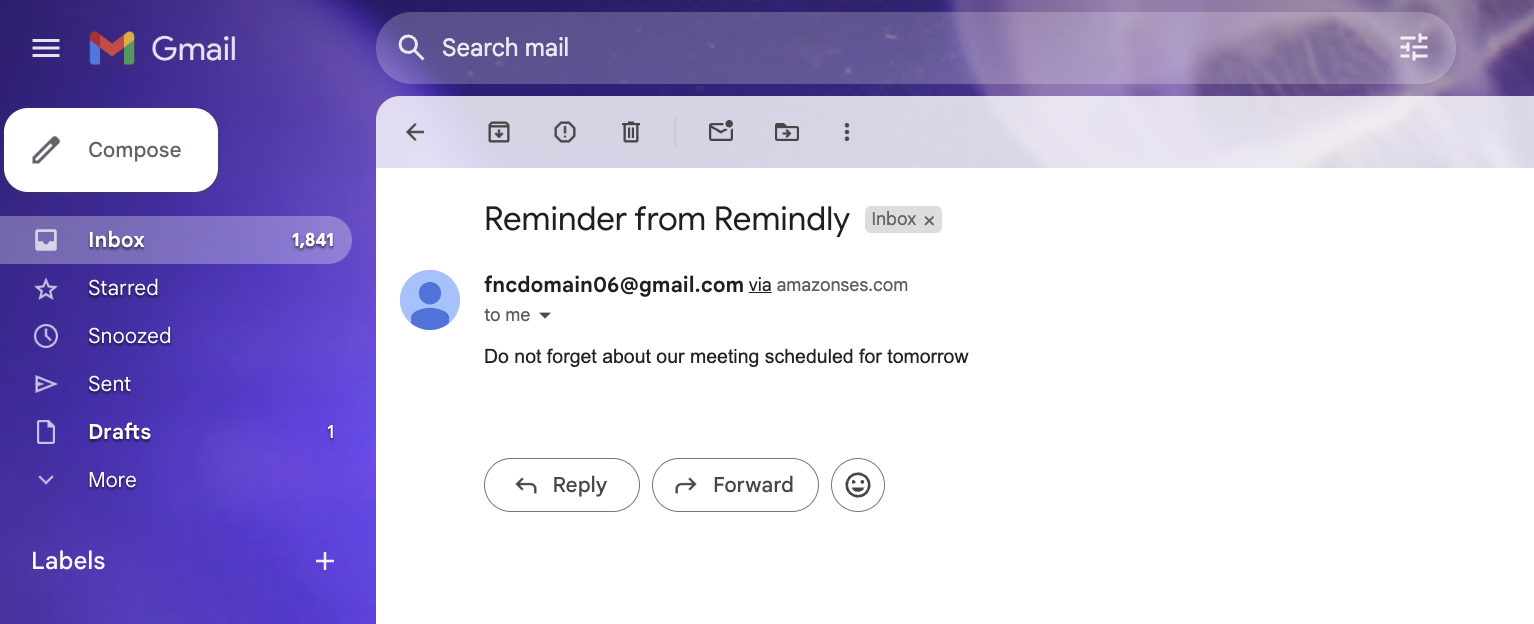 Gmail
Search mail
Compose
Inbox 1,841
Starred
Snoozed
Sent
Drafts 1
More
Labels
Reminder from Remindly Inbox
fncdomain06@gmail.com via amazonses.com
to me
Do not forget about our meeting scheduled for tomorrow
Reply Forward